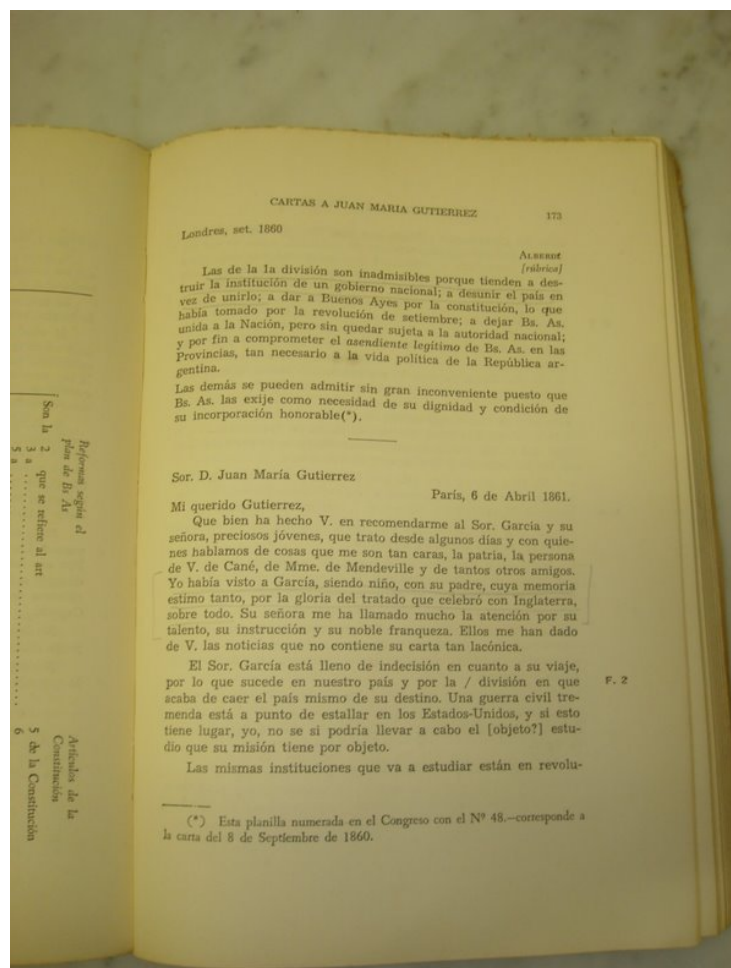 Reformas según el
plan de Bs As
Son la 2 que se refiere al art
3 a
5 a
Artículos de la
Constitución
5 de la Constitución
6
CARTAS A JUAN MARIA GUTIERREZ 173
Londres, set. 1860
ALBERDI
[rúbrica]
Las de la 1a división son inadmisibles porque tienden a des-
truir la institución de un gobierno nacional; a desunir el país en
vez de unirlo; a dar a Buenos Ayes por la constitución, lo que
había tomado por la revolución de setiembre; a dejar Bs. As.
unida a la Nación, pero sin quedar sujeta a la autoridad nacional;
y por fin a comprometer el asendiente legítimo de Bs. As. en las
Provincias, tan necesario a la vida política de la República ar-
gentina.
Las demás se pueden admitir sin gran inconveniente puesto que
Bs. As. las exije como necesidad de su dignidad y condición de
su incorporación honorable(*).
Sor. D. Juan María Gutierrez
París, 6 de Abril 1861.
Mi querido Gutierrez,
Que bien ha hecho V. en recomendarme al Sor. García y su
señora, preciosos jóvenes, que trato desde algunos días y con quie-
nes hablamos de cosas que me son tan caras, la patria, la persona
de V. de Cané, de Mme. de Mendeville y de tantos otros amigos.
Yo había visto a García, siendo niño, con su padre, cuya memoria
estimo tanto, por la gloria del tratado que celebró con Inglaterra,
sobre todo. Su señora me ha llamado mucho la atención por su
talento, su instrucción y su noble franqueza. Ellos me han dado
de V. las noticias que no contiene su carta tan lacónica.
El Sor. García está lleno de indecisión en cuanto a su viaje,
por lo que sucede en nuestro país y por la / división en que F. 2
acaba de caer el país mismo de su destino. Una guerra civil tre-
menda está a punto de estallar en los Estados-Unidos, y si esto
tiene lugar, yo, no se si podría llevar a cabo el [objeto?] estu-
dio que su misión tiene por objeto.
Las mismas instituciones que va a estudiar están en revolu-
(*) Esta planilla numerada en el Congreso con el Nº 48.—corresponde a
la carta del 8 de Septiembre de 1860.